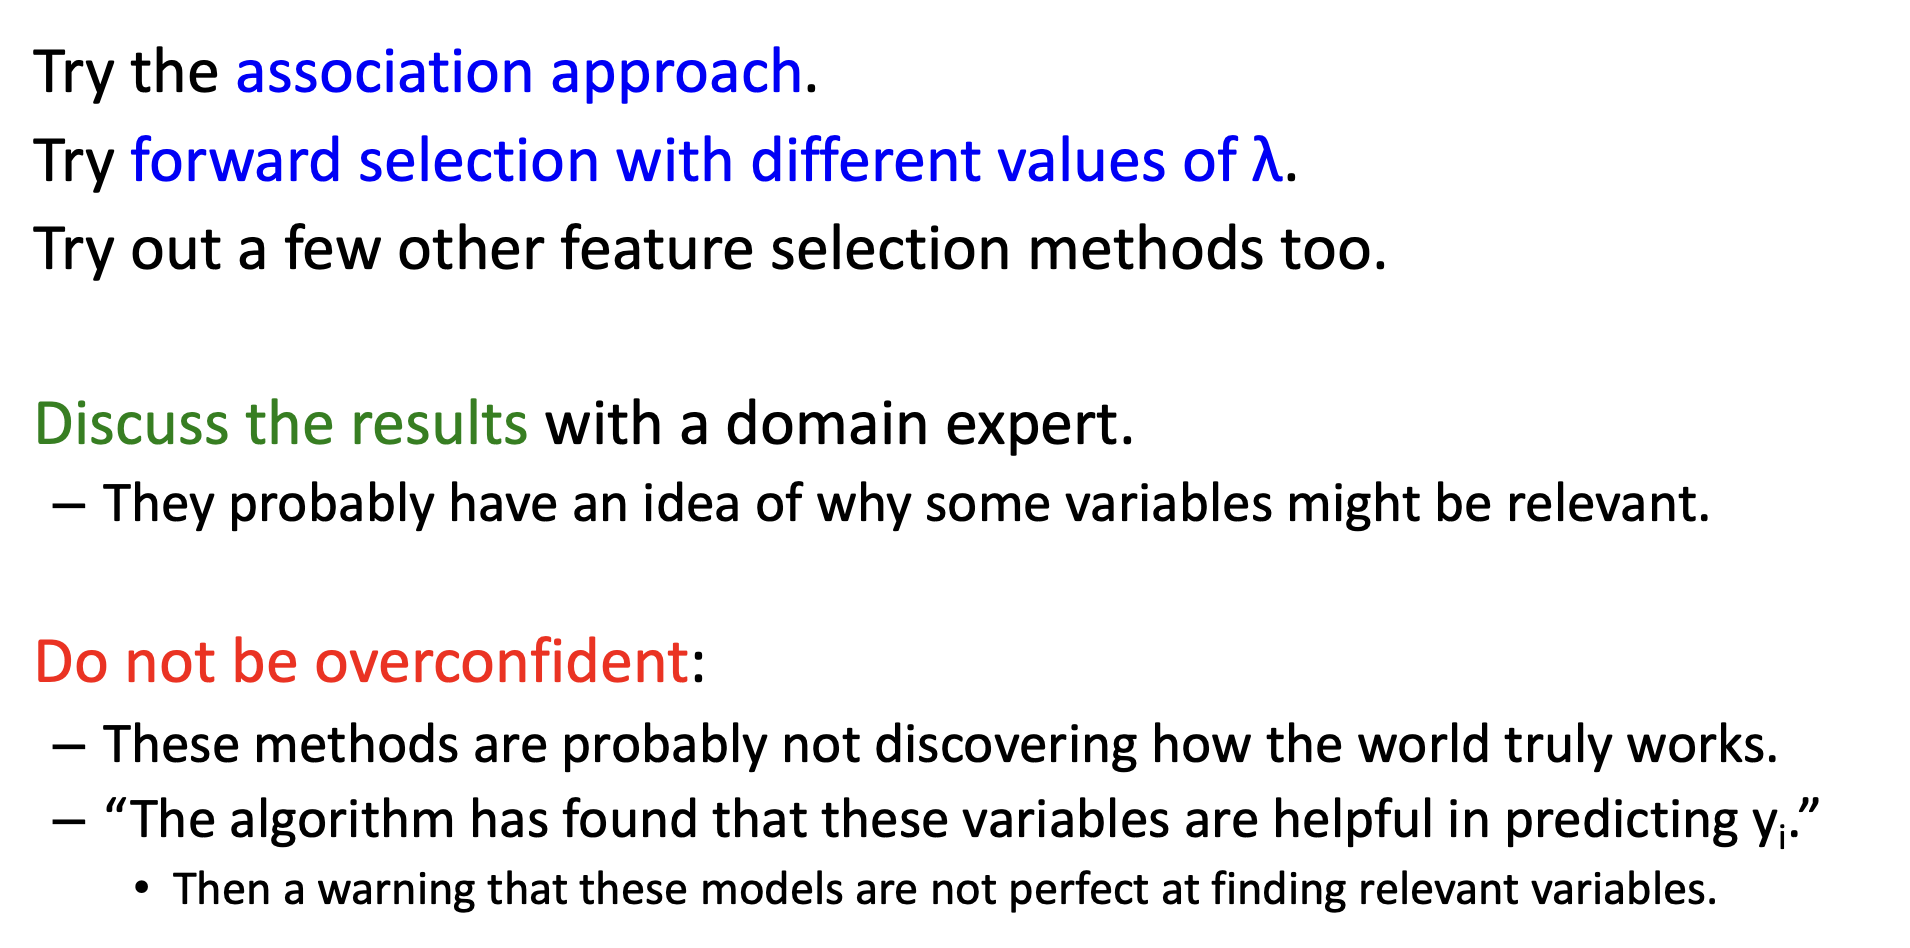 Try the association approach.
Try forward selection with different values of λ.
Try out a few other feature selection methods too.
Discuss the results with a domain expert.
– They probably have an idea of why some variables might be relevant.
Do not be overconfident:
– These methods are probably not discovering how the world truly works.
– “The algorithm has found that these variables are helpful in predicting yᵢ.”
• Then a warning that these models are not perfect at finding relevant variables.